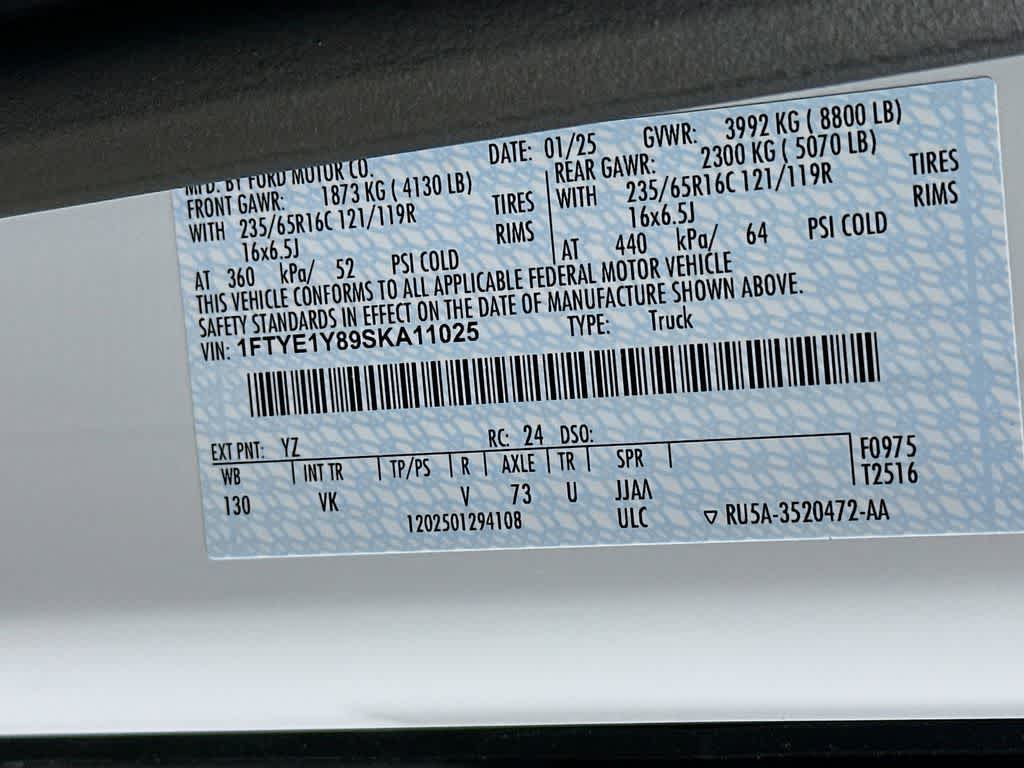 MFD. BY FORD MOTOR CO. DATE: 01/25 GVWR: 3992 KG ( 8800 LB)
FRONT GAWR: 1873 KG ( 4130 LB) REAR GAWR: 2300 KG ( 5070 LB)
WITH 235/65R16C 121/119R TIRES WITH 235/65R16C 121/119R TIRES
16x6.5J RIMS 16x6.5J RIMS
AT 360 kPa/ 52 PSI COLD AT 440 kPa/ 64 PSI COLD
THIS VEHICLE CONFORMS TO ALL APPLICABLE FEDERAL MOTOR VEHICLE
SAFETY STANDARDS IN EFFECT ON THE DATE OF MANUFACTURE SHOWN ABOVE.
VIN: 1FTYE1Y89SKA11025 TYPE: Truck
EXT PNT: YZ RC: 24 DSO:
WB INT TR TP/PS R AXLE TR SPR F0975
130 VK V 73 U JJAA T2516
1202501294108 ULC ▽ RU5A-3520472-AA